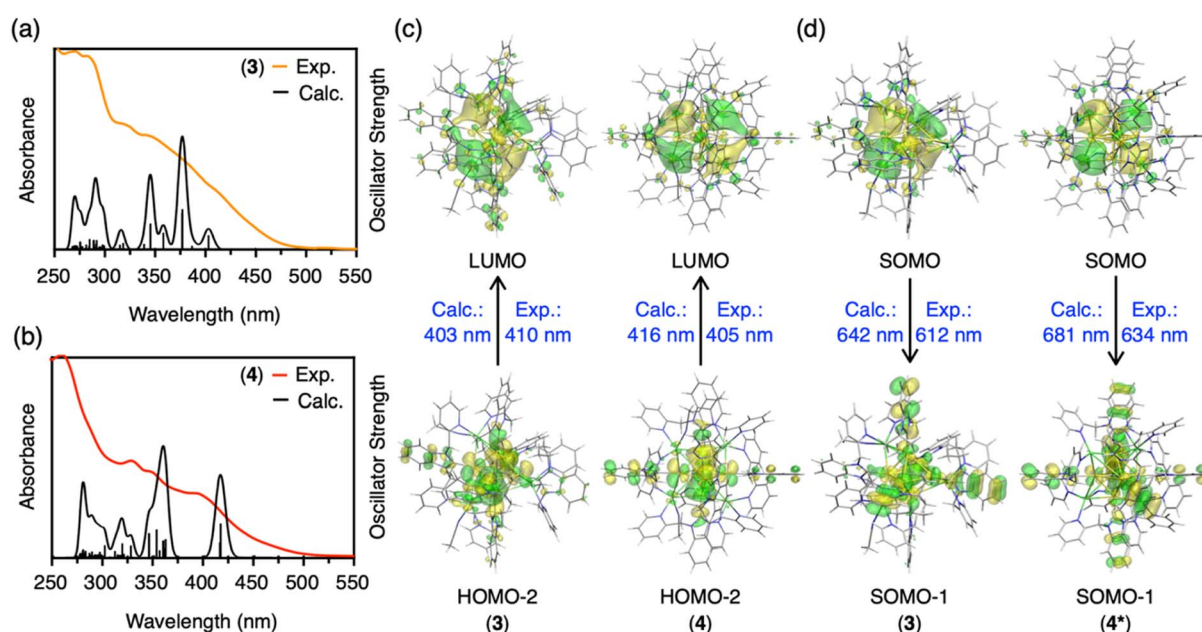 (a)
(3) Exp.
Calc.
Absorbance
Oscillator Strength
250 300 350 400 450 500 550
Wavelength (nm)
(b)
(4) Exp.
Calc.
Absorbance
Oscillator Strength
250 300 350 400 450 500 550
Wavelength (nm)
(c)
LUMO LUMO
Calc.: Exp.: Calc.: Exp.:
403 nm 410 nm 416 nm 405 nm
HOMO-2 HOMO-2
(3) (4)
(d)
SOMO SOMO
Calc.: Exp.: Calc.: Exp.:
642 nm 612 nm 681 nm 634 nm
SOMO-1 SOMO-1
(3) (4*)